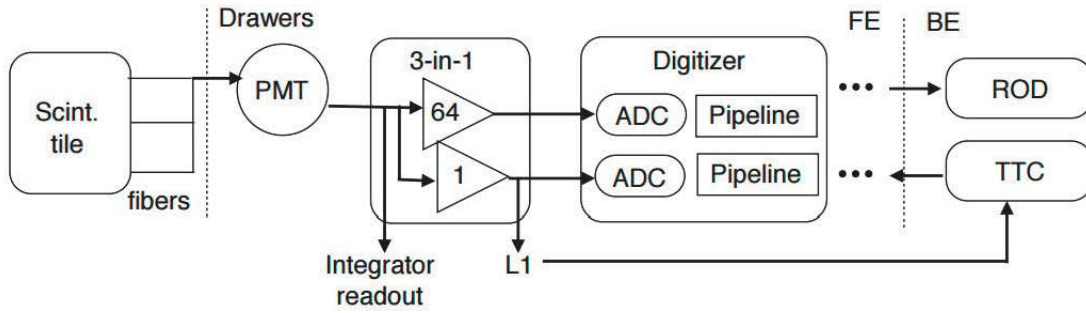 Drawers
FE
BE
3-in-1
Digitizer
Scint.
tile
fibers
PMT
64
1
ADC
Pipeline
ADC
Pipeline
•••
•••
ROD
TTC
Integrator
readout
L1